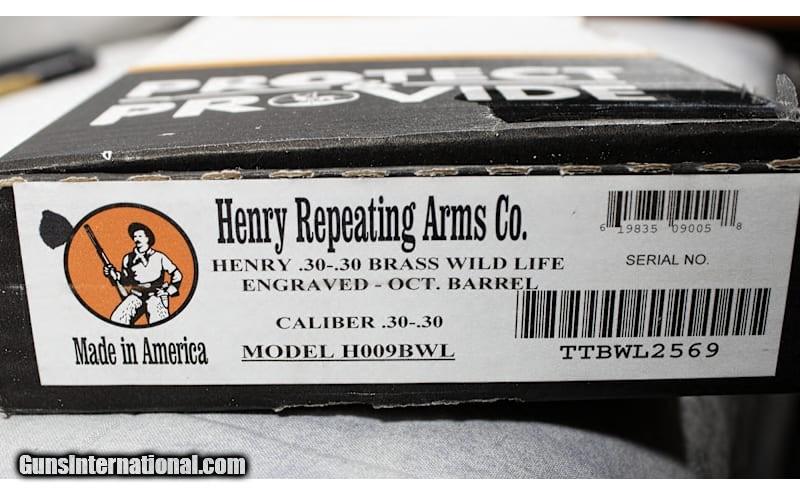 PROTECT
PROVIDE
Henry Repeating Arms Co.
HENRY .30-.30 BRASS WILD LIFE
ENGRAVED - OCT. BARREL
CALIBER .30-.30
MODEL H009BWL
Made in America
6 19835 09005 8
SERIAL NO.
TTBWL2569
GunsInternational.com